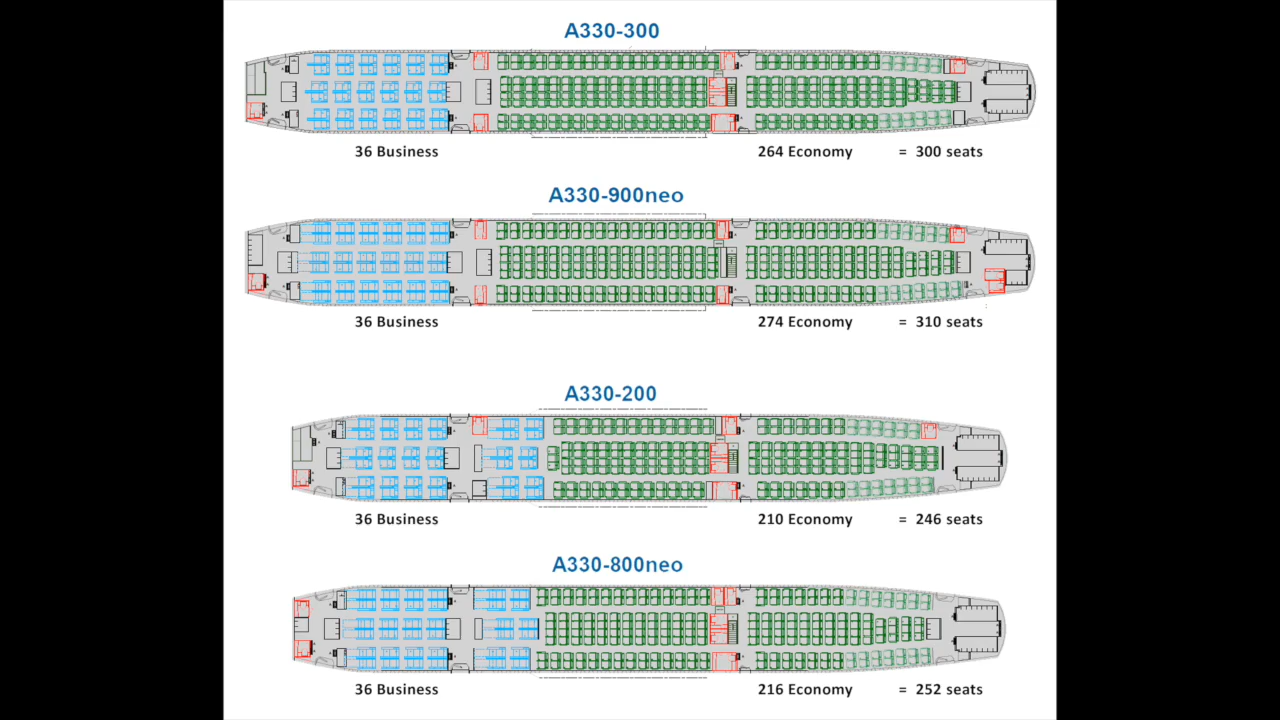 A330-300
36 Business 264 Economy = 300 seats
A330-900neo
36 Business 274 Economy = 310 seats
A330-200
36 Business 210 Economy = 246 seats
A330-800neo
36 Business 216 Economy = 252 seats